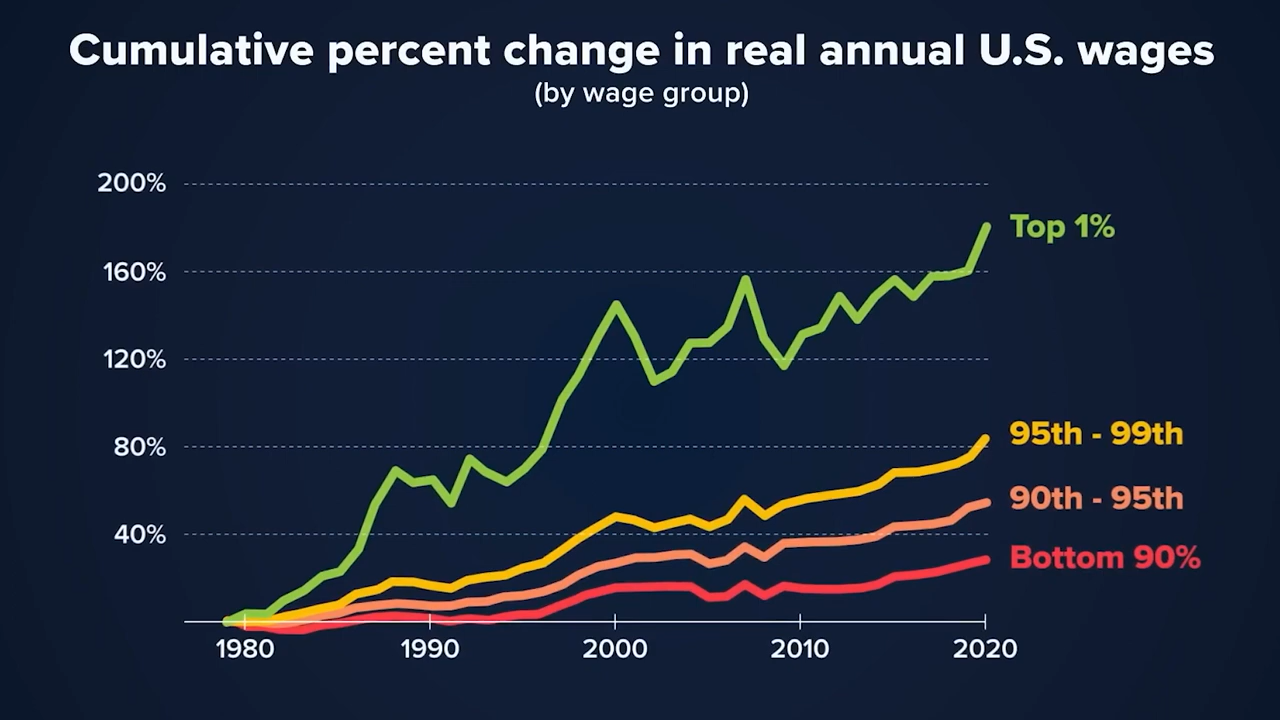 Cumulative percent change in real annual U.S. wages
(by wage group)
200%
Top 1%
160%
120%
95th - 99th
80%
90th - 95th
40%
Bottom 90%
1980 1990 2000 2010 2020